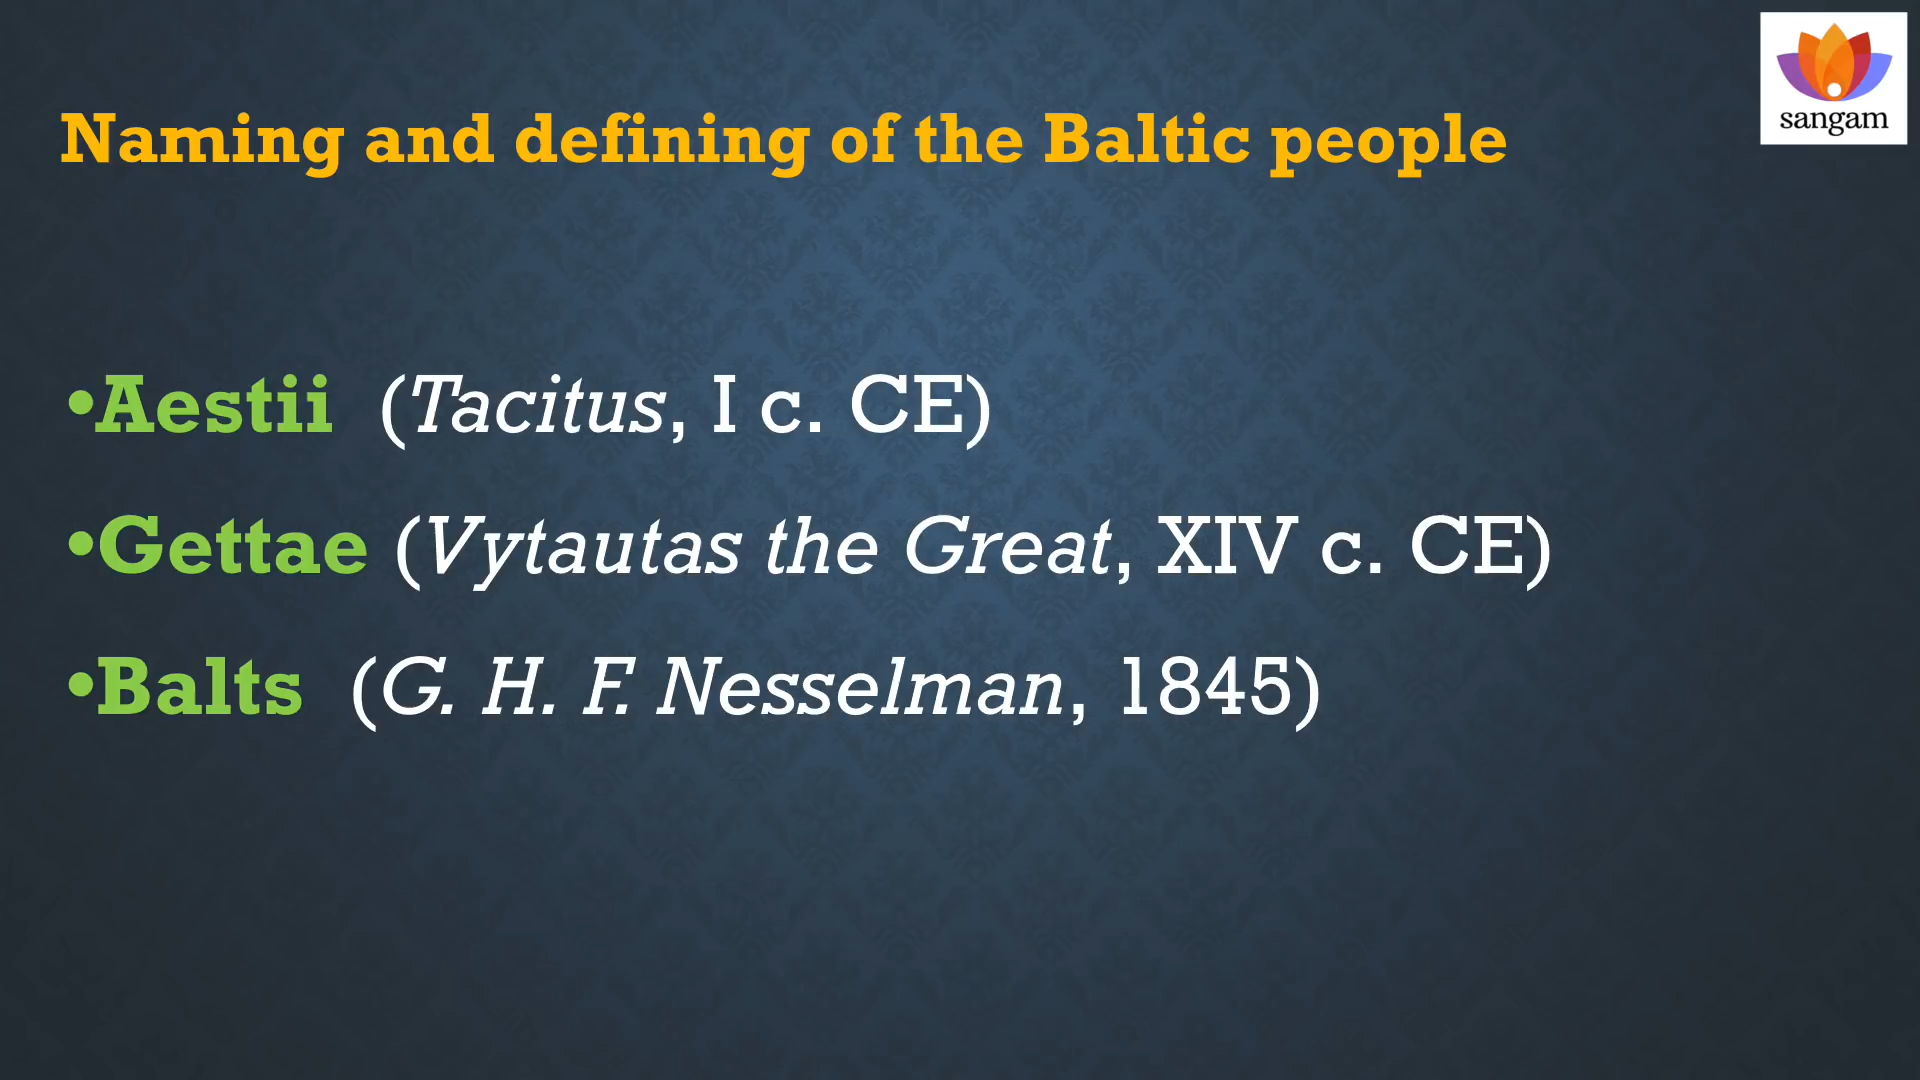 sangam
Naming and defining of the Baltic people
•Aestii (Tacitus, I c. CE)
•Gettae (Vytautas the Great, XIV c. CE)
•Balts (G. H. F. Nesselman, 1845)